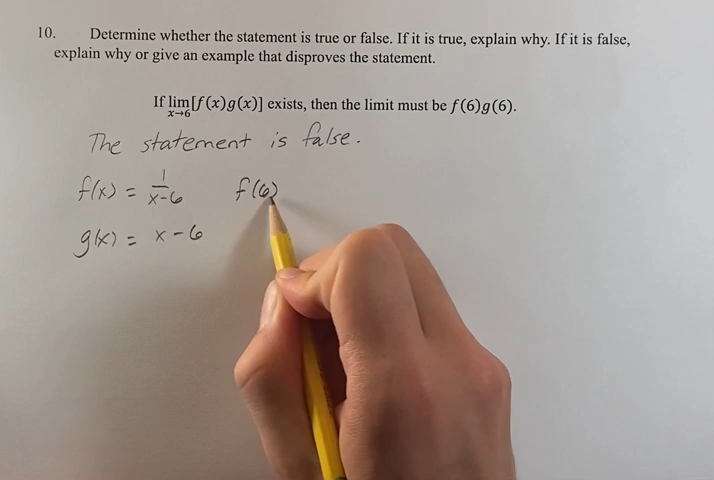 10. Determine whether the statement is true or false. If it is true, explain why. If it is false,
explain why or give an example that disproves the statement.
If lim x→6 [f(x)g(x)] exists, then the limit must be f(6)g(6).
The statement is false.
f(x) = 1/x-6 f(6)
g(x) = x-6